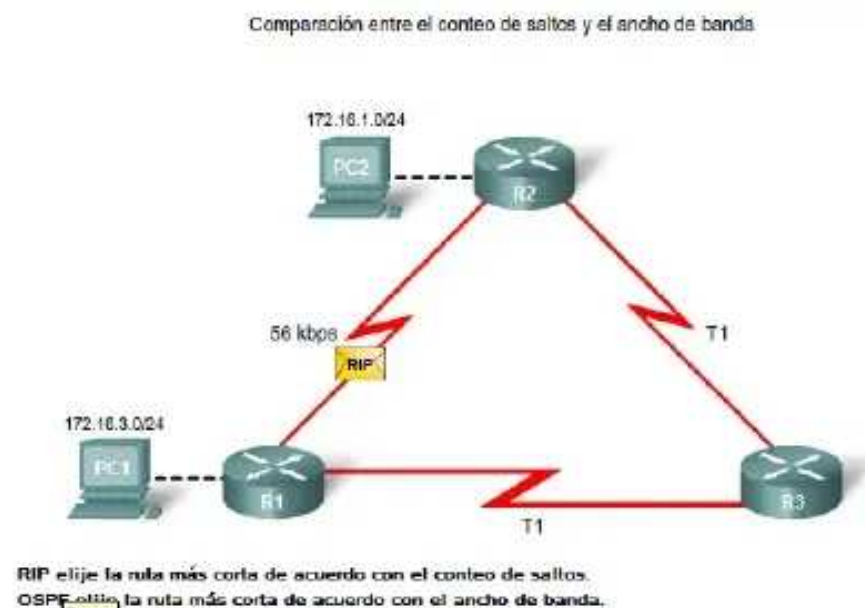 Comparación entre el conteo de saltos y el ancho de banda
172.16.1.0/24
PC2
R2
56 kbps
T1
RIP
172.16.3.0/24
PC1
R1
R3
T1
RIP elije la ruta más corta de acuerdo con el conteo de saltos.
OSPF elije la ruta más corta de acuerdo con el ancho de banda.